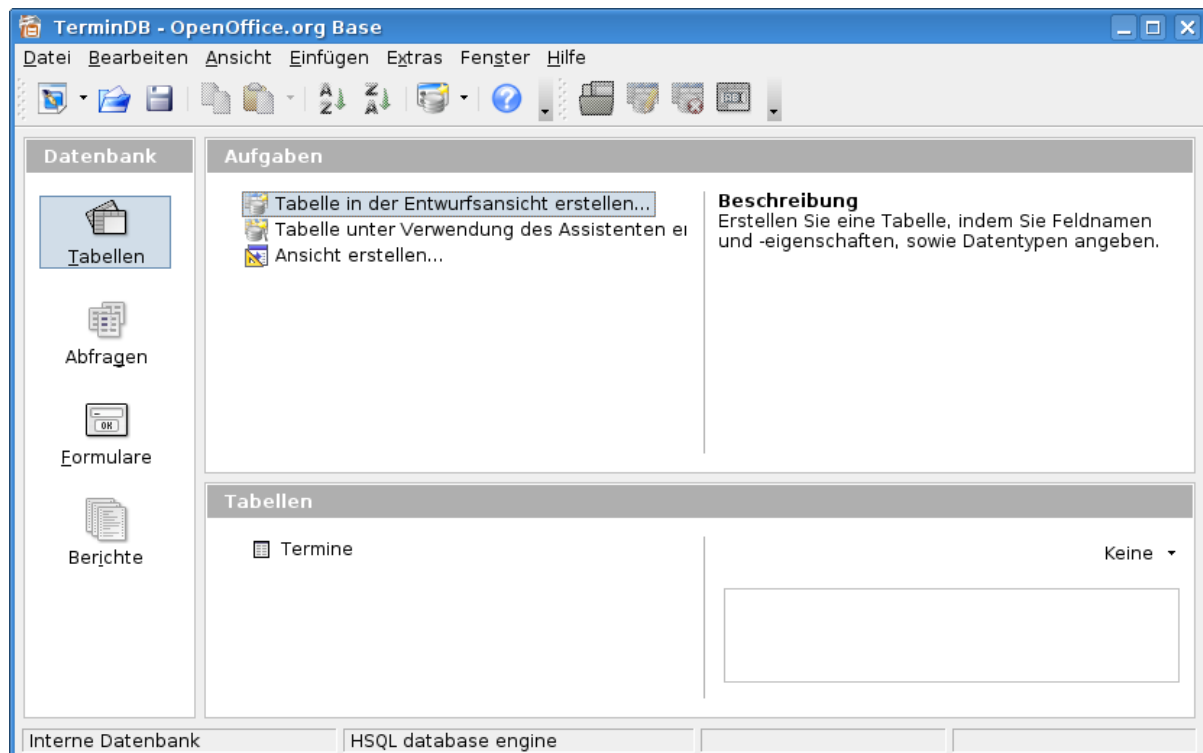 TerminDB - OpenOffice.org Base
Datei Bearbeiten Ansicht Einfügen Extras Fenster Hilfe
Datenbank
Tabellen
Abfragen
Formulare
Berichte
Aufgaben
Tabelle in der Entwurfsansicht erstellen...
Tabelle unter Verwendung des Assistenten
Ansicht erstellen...
Beschreibung
Erstellen Sie eine Tabelle, indem Sie Feldnamen
und -eigenschaften, sowie Datentypen angeben.
Tabellen
Termine
Keine
Interne Datenbank
HSQL database engine